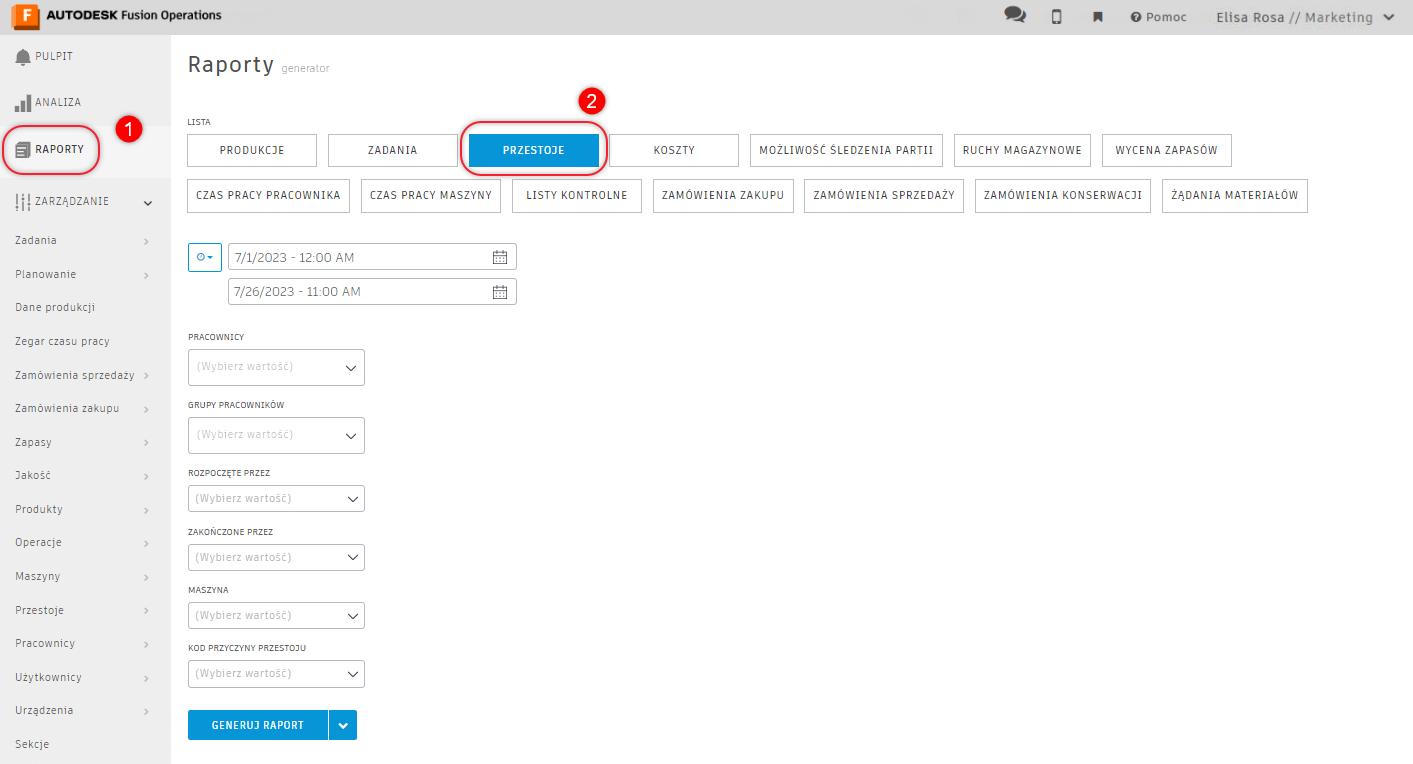 F AUTODESK Fusion Operations
Pomoc
Elisa Rosa // Marketing
PULPIT
ANALIZA
1
RAPORTY
ZARZĄDZANIE
Zadania
Planowanie
Dane produkcji
Zegar czasu pracy
Zamówienia sprzedaży
Zamówienia zakupu
Zapasy
Jakość
Produkty
Operacje
Maszyny
Przestoje
Pracownicy
Użytkownicy
Urządzenia
Sekcje
Raporty generator
2
LISTA
PRODUKCJE ZADANIA PRZESTOJE KOSZTY MOŻLIWOŚĆ ŚLEDZENIA PARTII RUCHY MAGAZYNOWE WYCENA ZAPASÓW
CZAS PRACY PRACOWNIKA CZAS PRACY MASZYNY LISTY KONTROLNE ZAMÓWIENIA ZAKUPU ZAMÓWIENIA SPRZEDAŻY ZAMÓWIENIA KONSERWACJI ŻĄDANIA MATERIAŁÓW
7/1/2023 - 12:00 AM
7/26/2023 - 11:00 AM
PRACOWNICY
(Wybierz wartość)
GRUPY PRACOWNIKÓW
(Wybierz wartość)
ROZPOCZĘTE PRZEZ
(Wybierz wartość)
ZAKOŃCZONE PRZEZ
(Wybierz wartość)
MASZYNA
(Wybierz wartość)
KOD PRZYCZYNY PRZESTOJU
(Wybierz wartość)
GENERUJ RAPORT